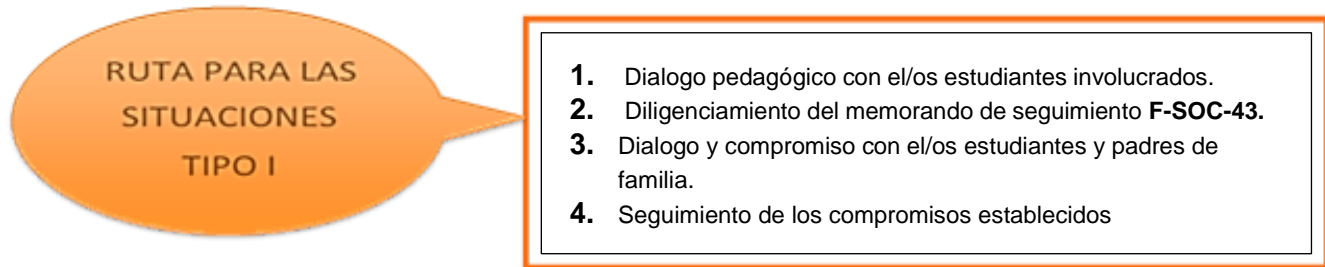 RUTA PARA LAS
SITUACIONES
TIPO I
1. Dialogo pedagógico con el/os estudiantes involucrados.
2. Diligenciamiento del memorando de seguimiento F-SOC-43.
3. Dialogo y compromiso con el/os estudiantes y padres de
familia.
4. Seguimiento de los compromisos establecidos